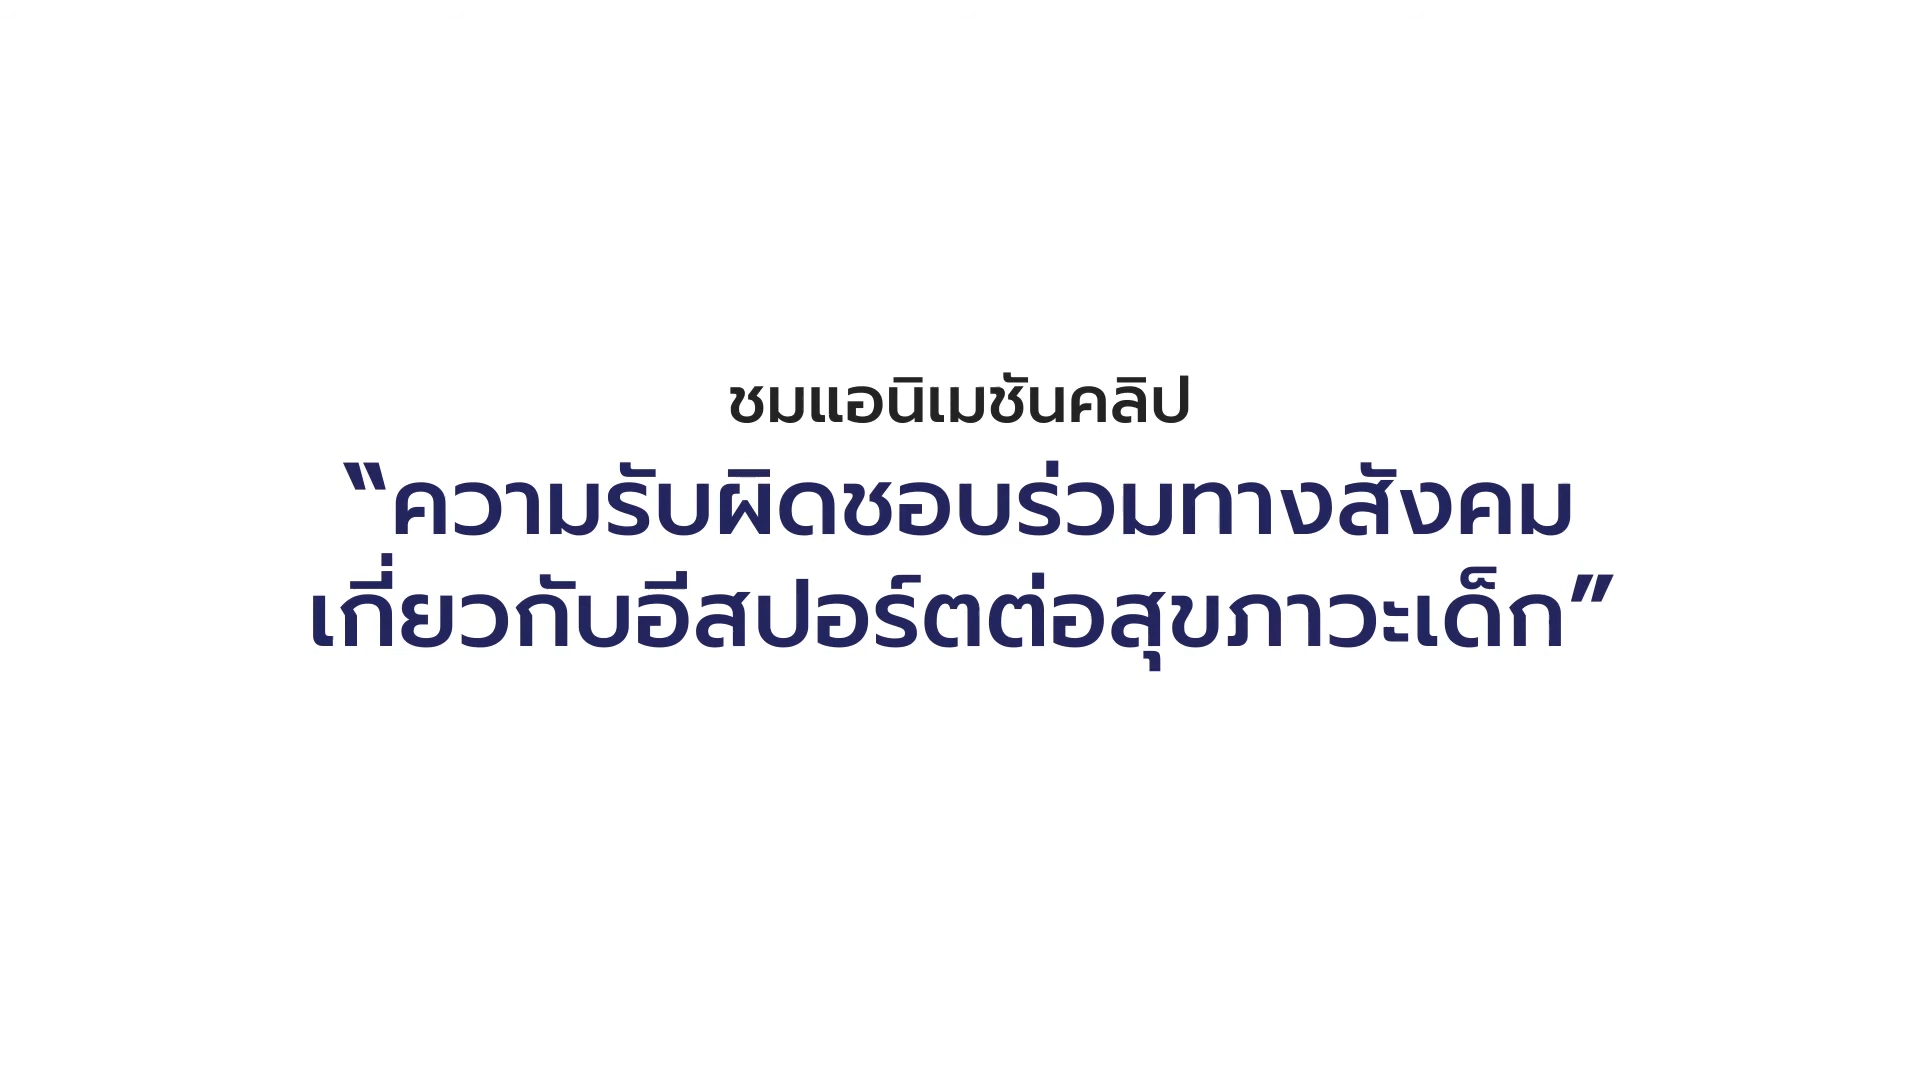 ชมแอนิเมชันคลิป
“ความรับผิดชอบร่วมทางสังคม
เกี่ยวกับอีสปอร์ตต่อสุขภาวะเด็ก”